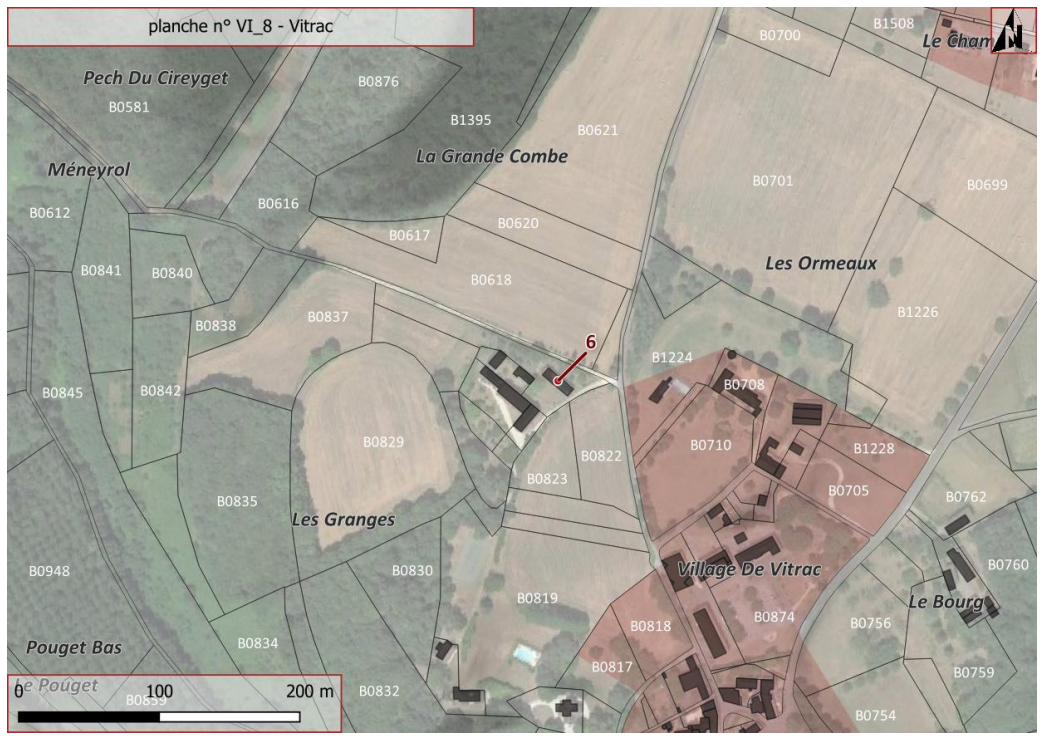 planche n° VI_8 - Vitrac
B0700
B1508
Le Cham
N
Pech Du Cireyget
B0876
B0581
B1395
B0621
La Grande Combe
Méneyrol
B0701
B0699
B0616
B0612
B0620
B0617
B0841
B0840
B0618
Les Ormeaux
B0837
B1226
B0838
6
B1224
B0708
B0845
B0842
B0829
B0710
B0822
B1228
B0823
B0705
B0835
B0762
Les Granges
B0948
B0830
Village De Vitrac
B0760
B0819
Le Bourg
B0874
B0818
B0756
B0834
Pouget Bas
B0817
B0759
Le Pouget
B0832
B0859
B0754
0 100 200 m